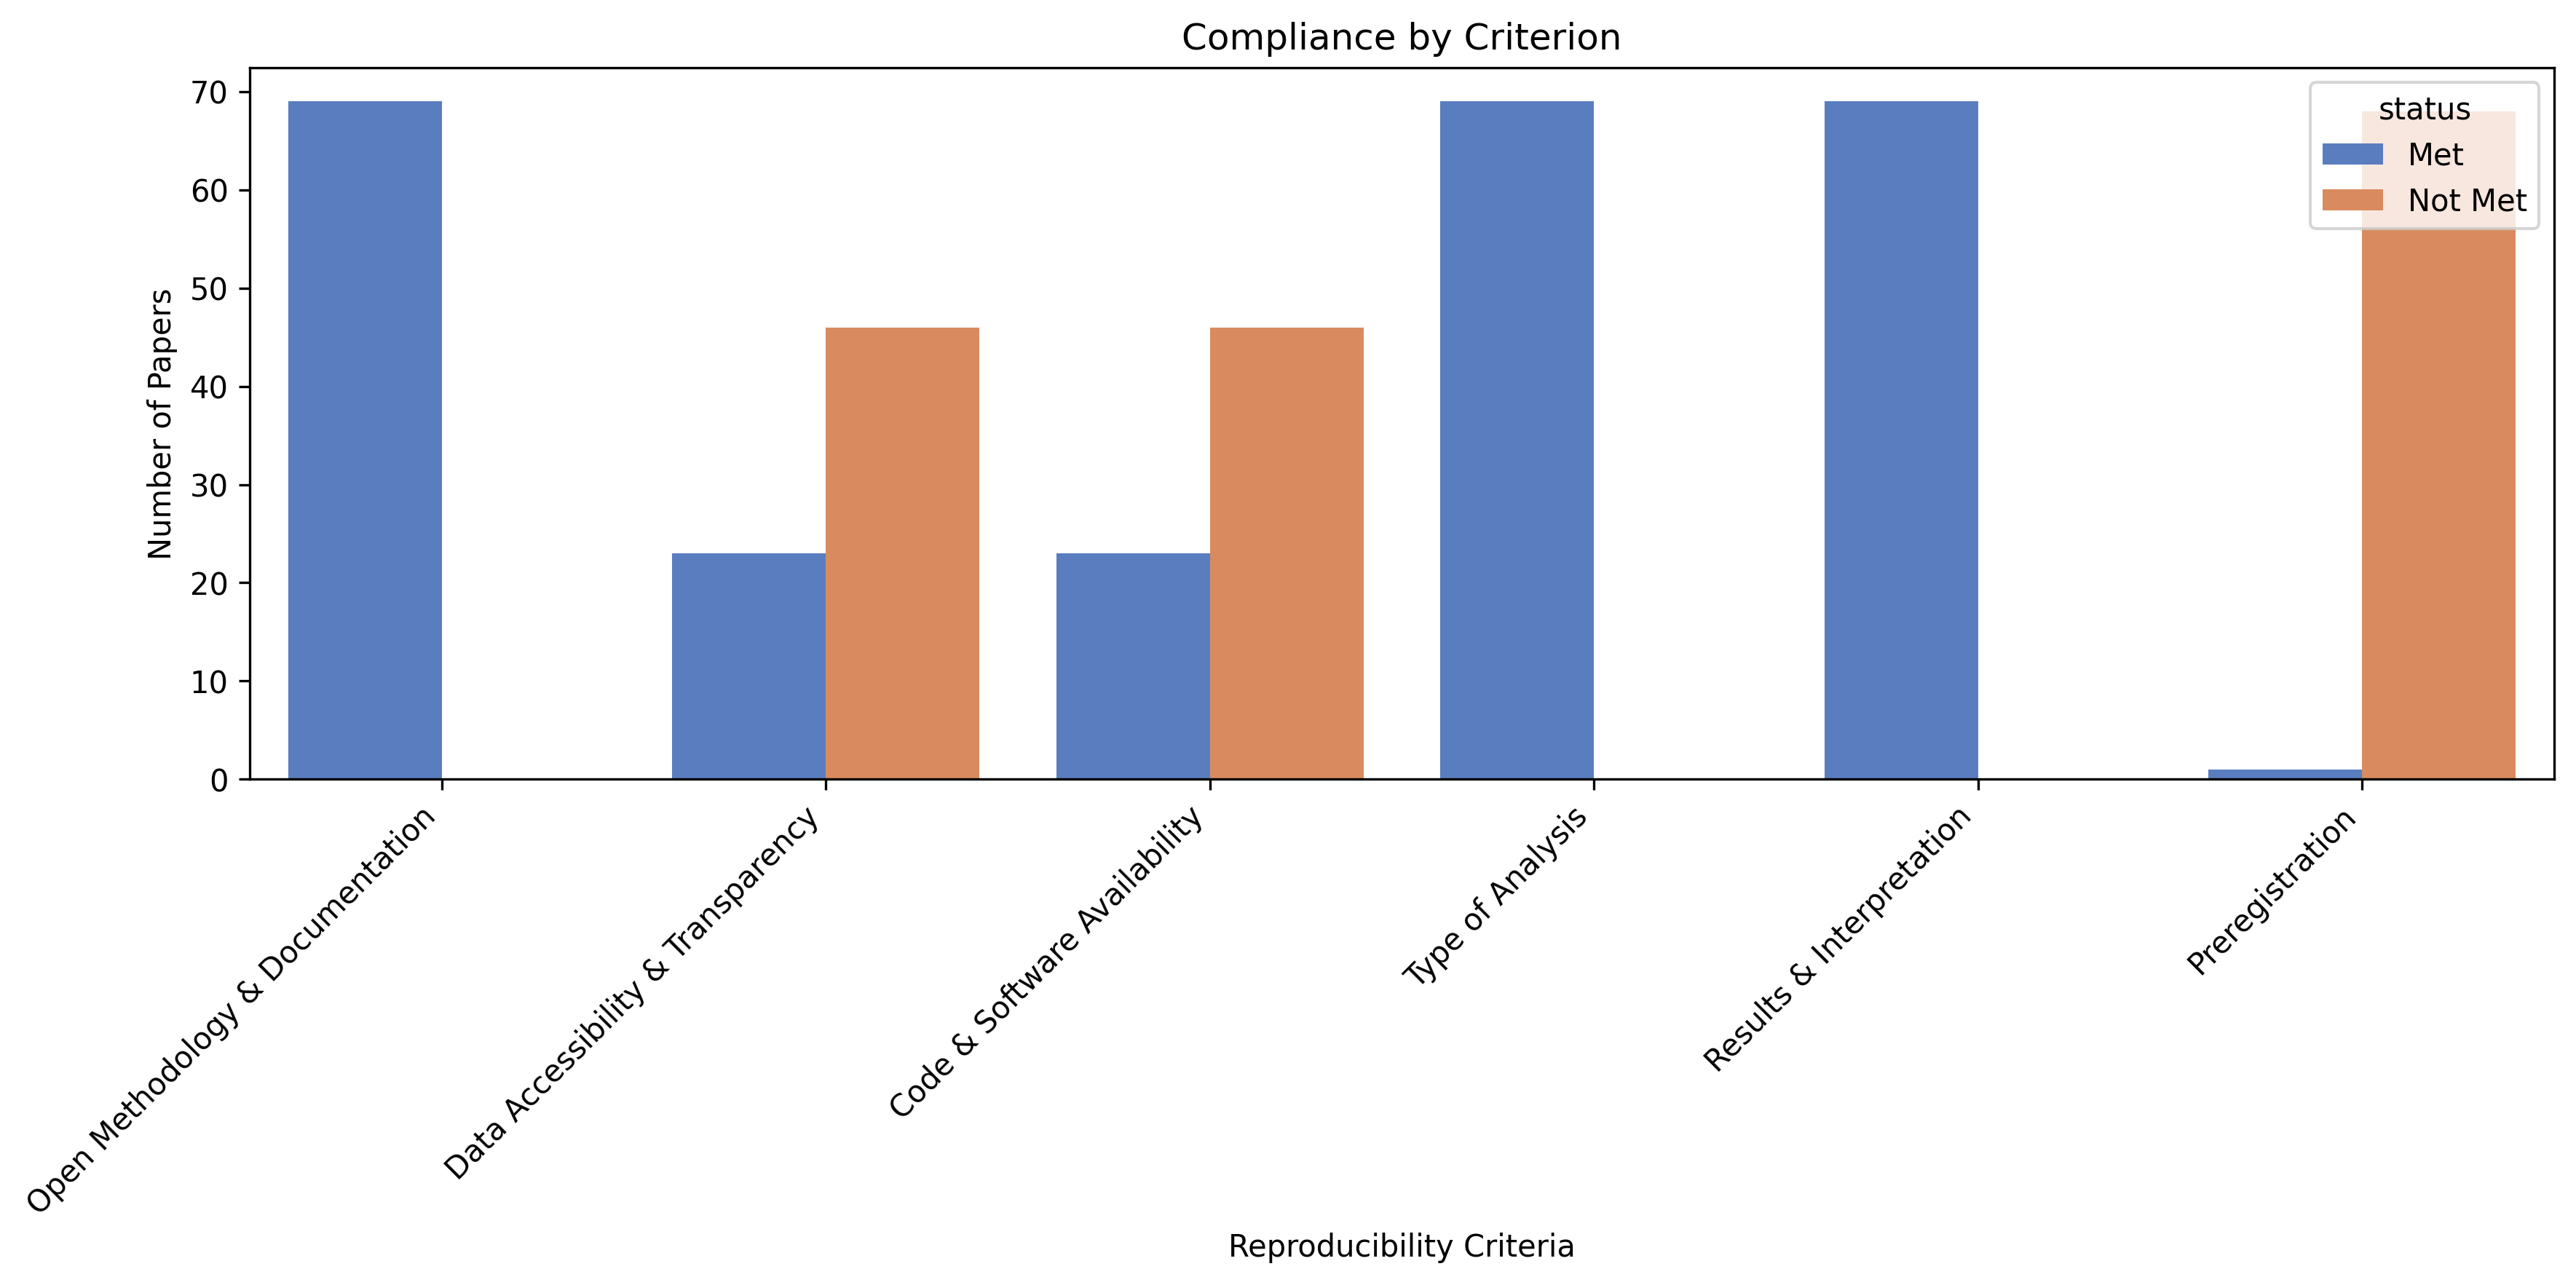 Compliance by Criterion
status
Met
Not Met
Number of Papers
70
60
50
40
30
20
10
0
Open Methodology & Documentation
Data Accessibility & Transparency
Code & Software Availability
Type of Analysis
Results & Interpretation
Preregistration
Reproducibility Criteria